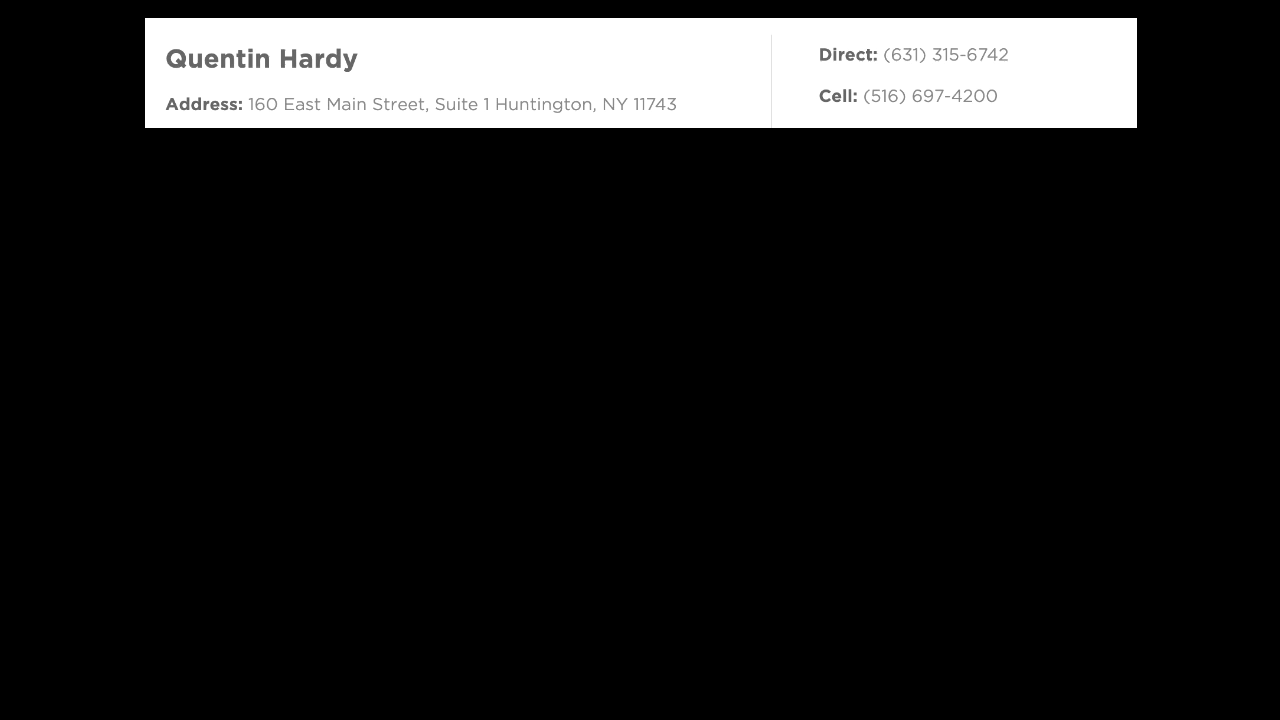 Quentin Hardy
Address: 160 East Main Street, Suite 1 Huntington, NY 11743
Direct: (631) 315-6742
Cell: (516) 697-4200